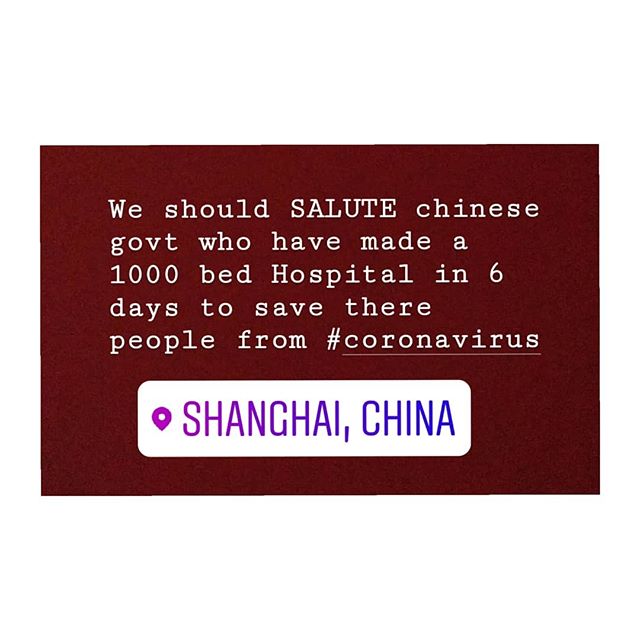 We should SALUTE chinese
govt who have made a
1000 bed Hospital in 6
days to save there
people from #coronavirus
SHANGHAI, CHINA